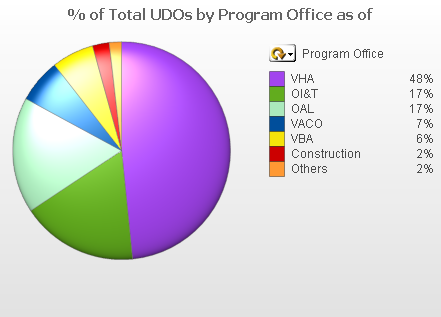 % of Total UDOs by Program Office as of
Program Office
VHA 48%
OI&T 17%
OAL 17%
VACO 7%
VBA 6%
Construction 2%
Others 2%